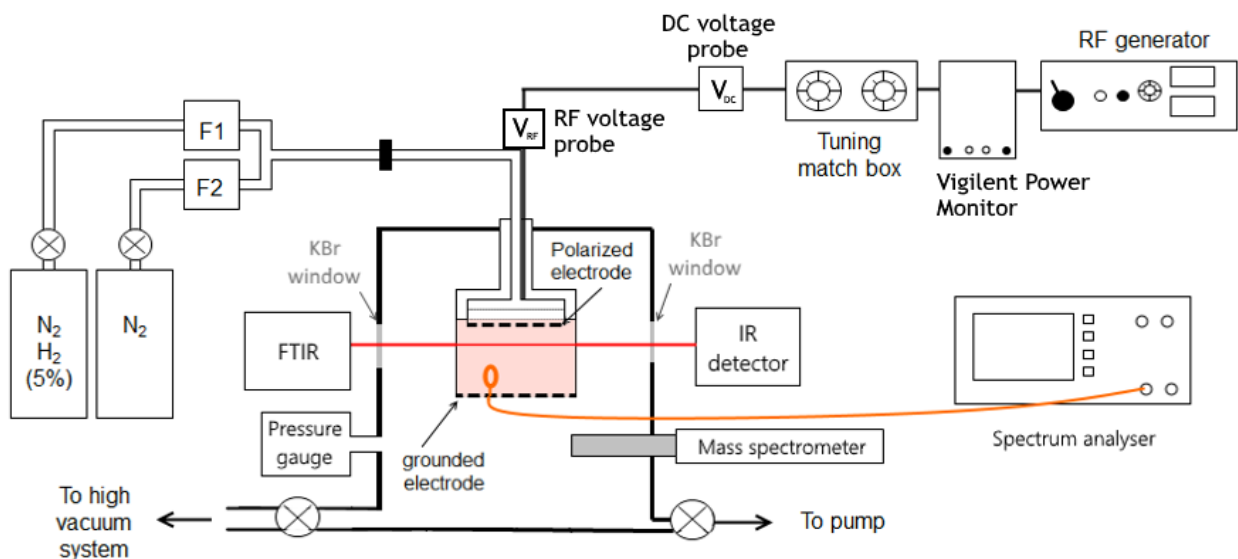 DC voltage
probe
RF generator
V_DC
F1
V_RF
RF voltage
probe
Tuning
match box
F2
Vigilent Power
Monitor
KBr
window
Polarized
electrode
KBr
window
N₂
H₂
(5%)
N₂
FTIR
IR
detector
Pressure
gauge
grounded
electrode
Mass spectrometer
Spectrum analyser
To high
vacuum
system
To pump